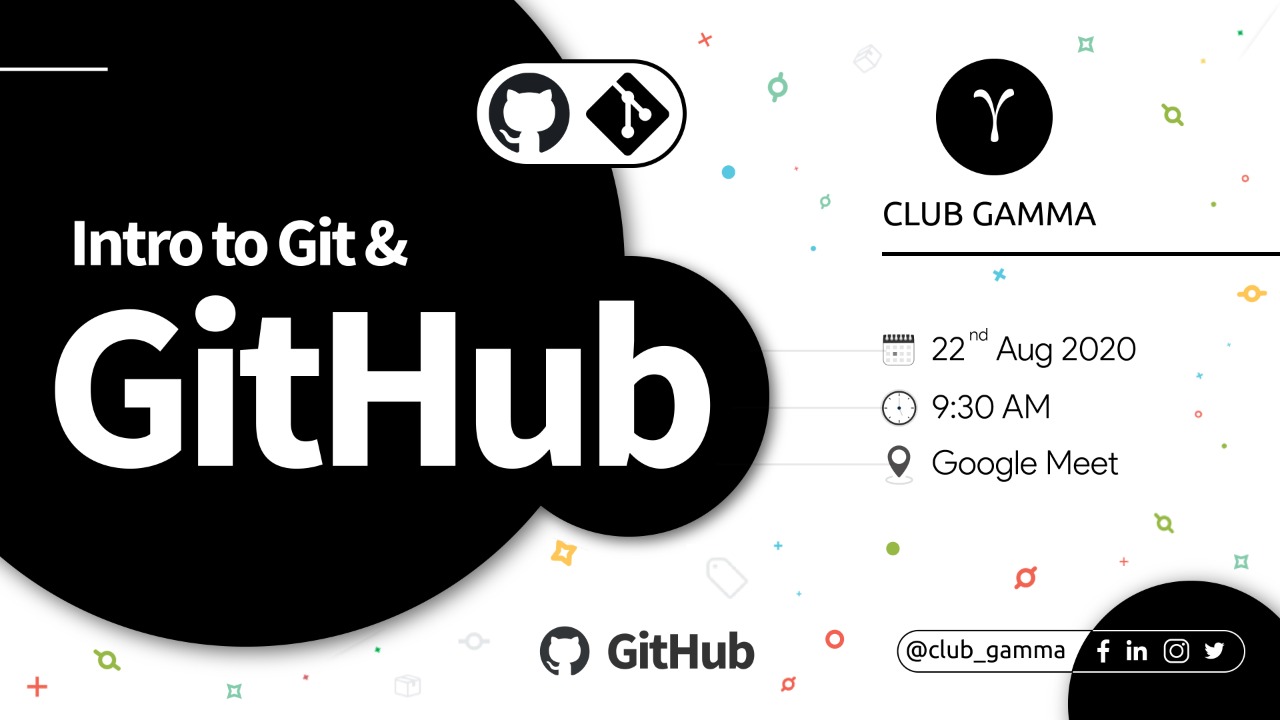 Intro to Git &
GitHub
CLUB GAMMA
22nd Aug 2020
9:30 AM
Google Meet
GitHub
@club_gamma